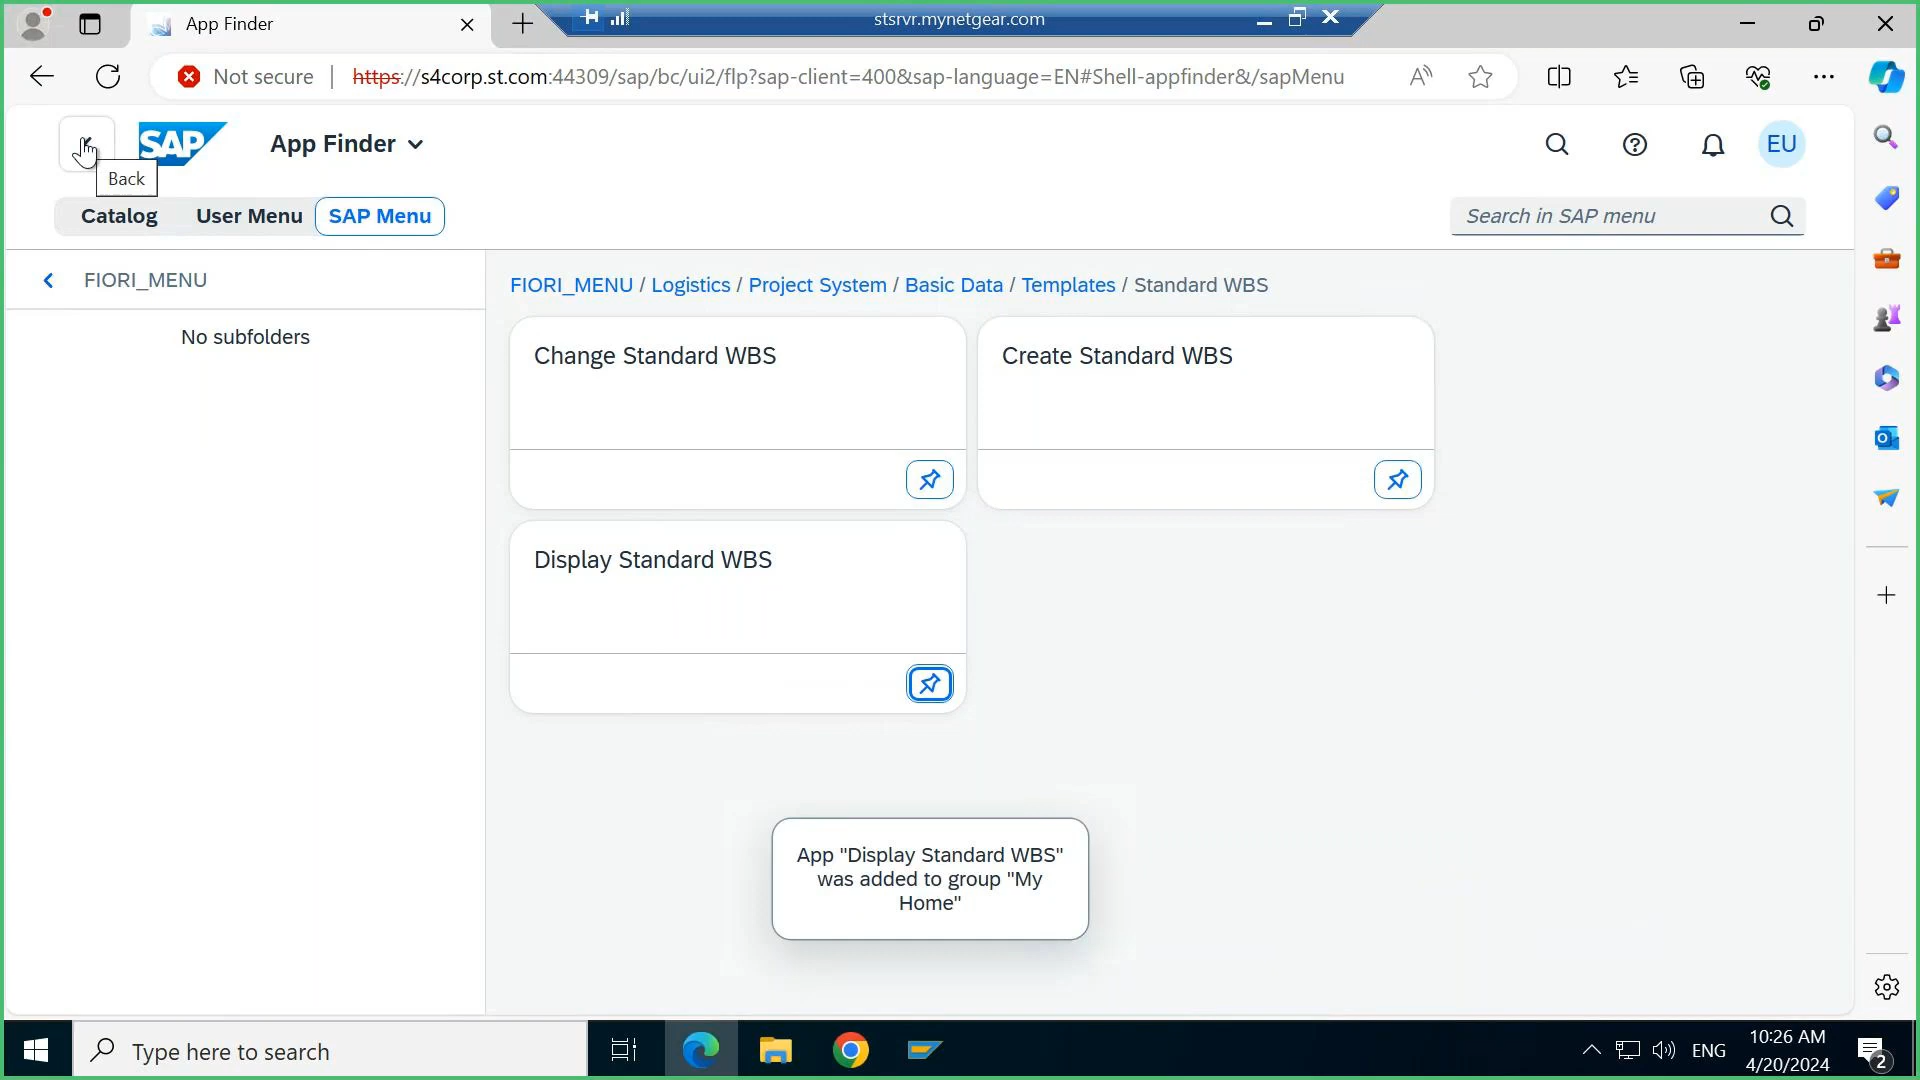 App Finder
stsrvr.mynetgear.com
Not secure
https://s4corp.st.com:44309/sap/bc/ui2/flp?sap-client=400&sap-language=EN#Shell-appfinder&/sapMenu
SAP
App Finder
EU
Back
Catalog
User Menu
SAP Menu
Search in SAP menu
FIORI_MENU
No subfolders
FIORI_MENU / Logistics / Project System / Basic Data / Templates / Standard WBS
Change Standard WBS
Create Standard WBS
Display Standard WBS
App "Display Standard WBS"
was added to group "My
Home"
Type here to search
ENG
10:26 AM
4/20/2024
2